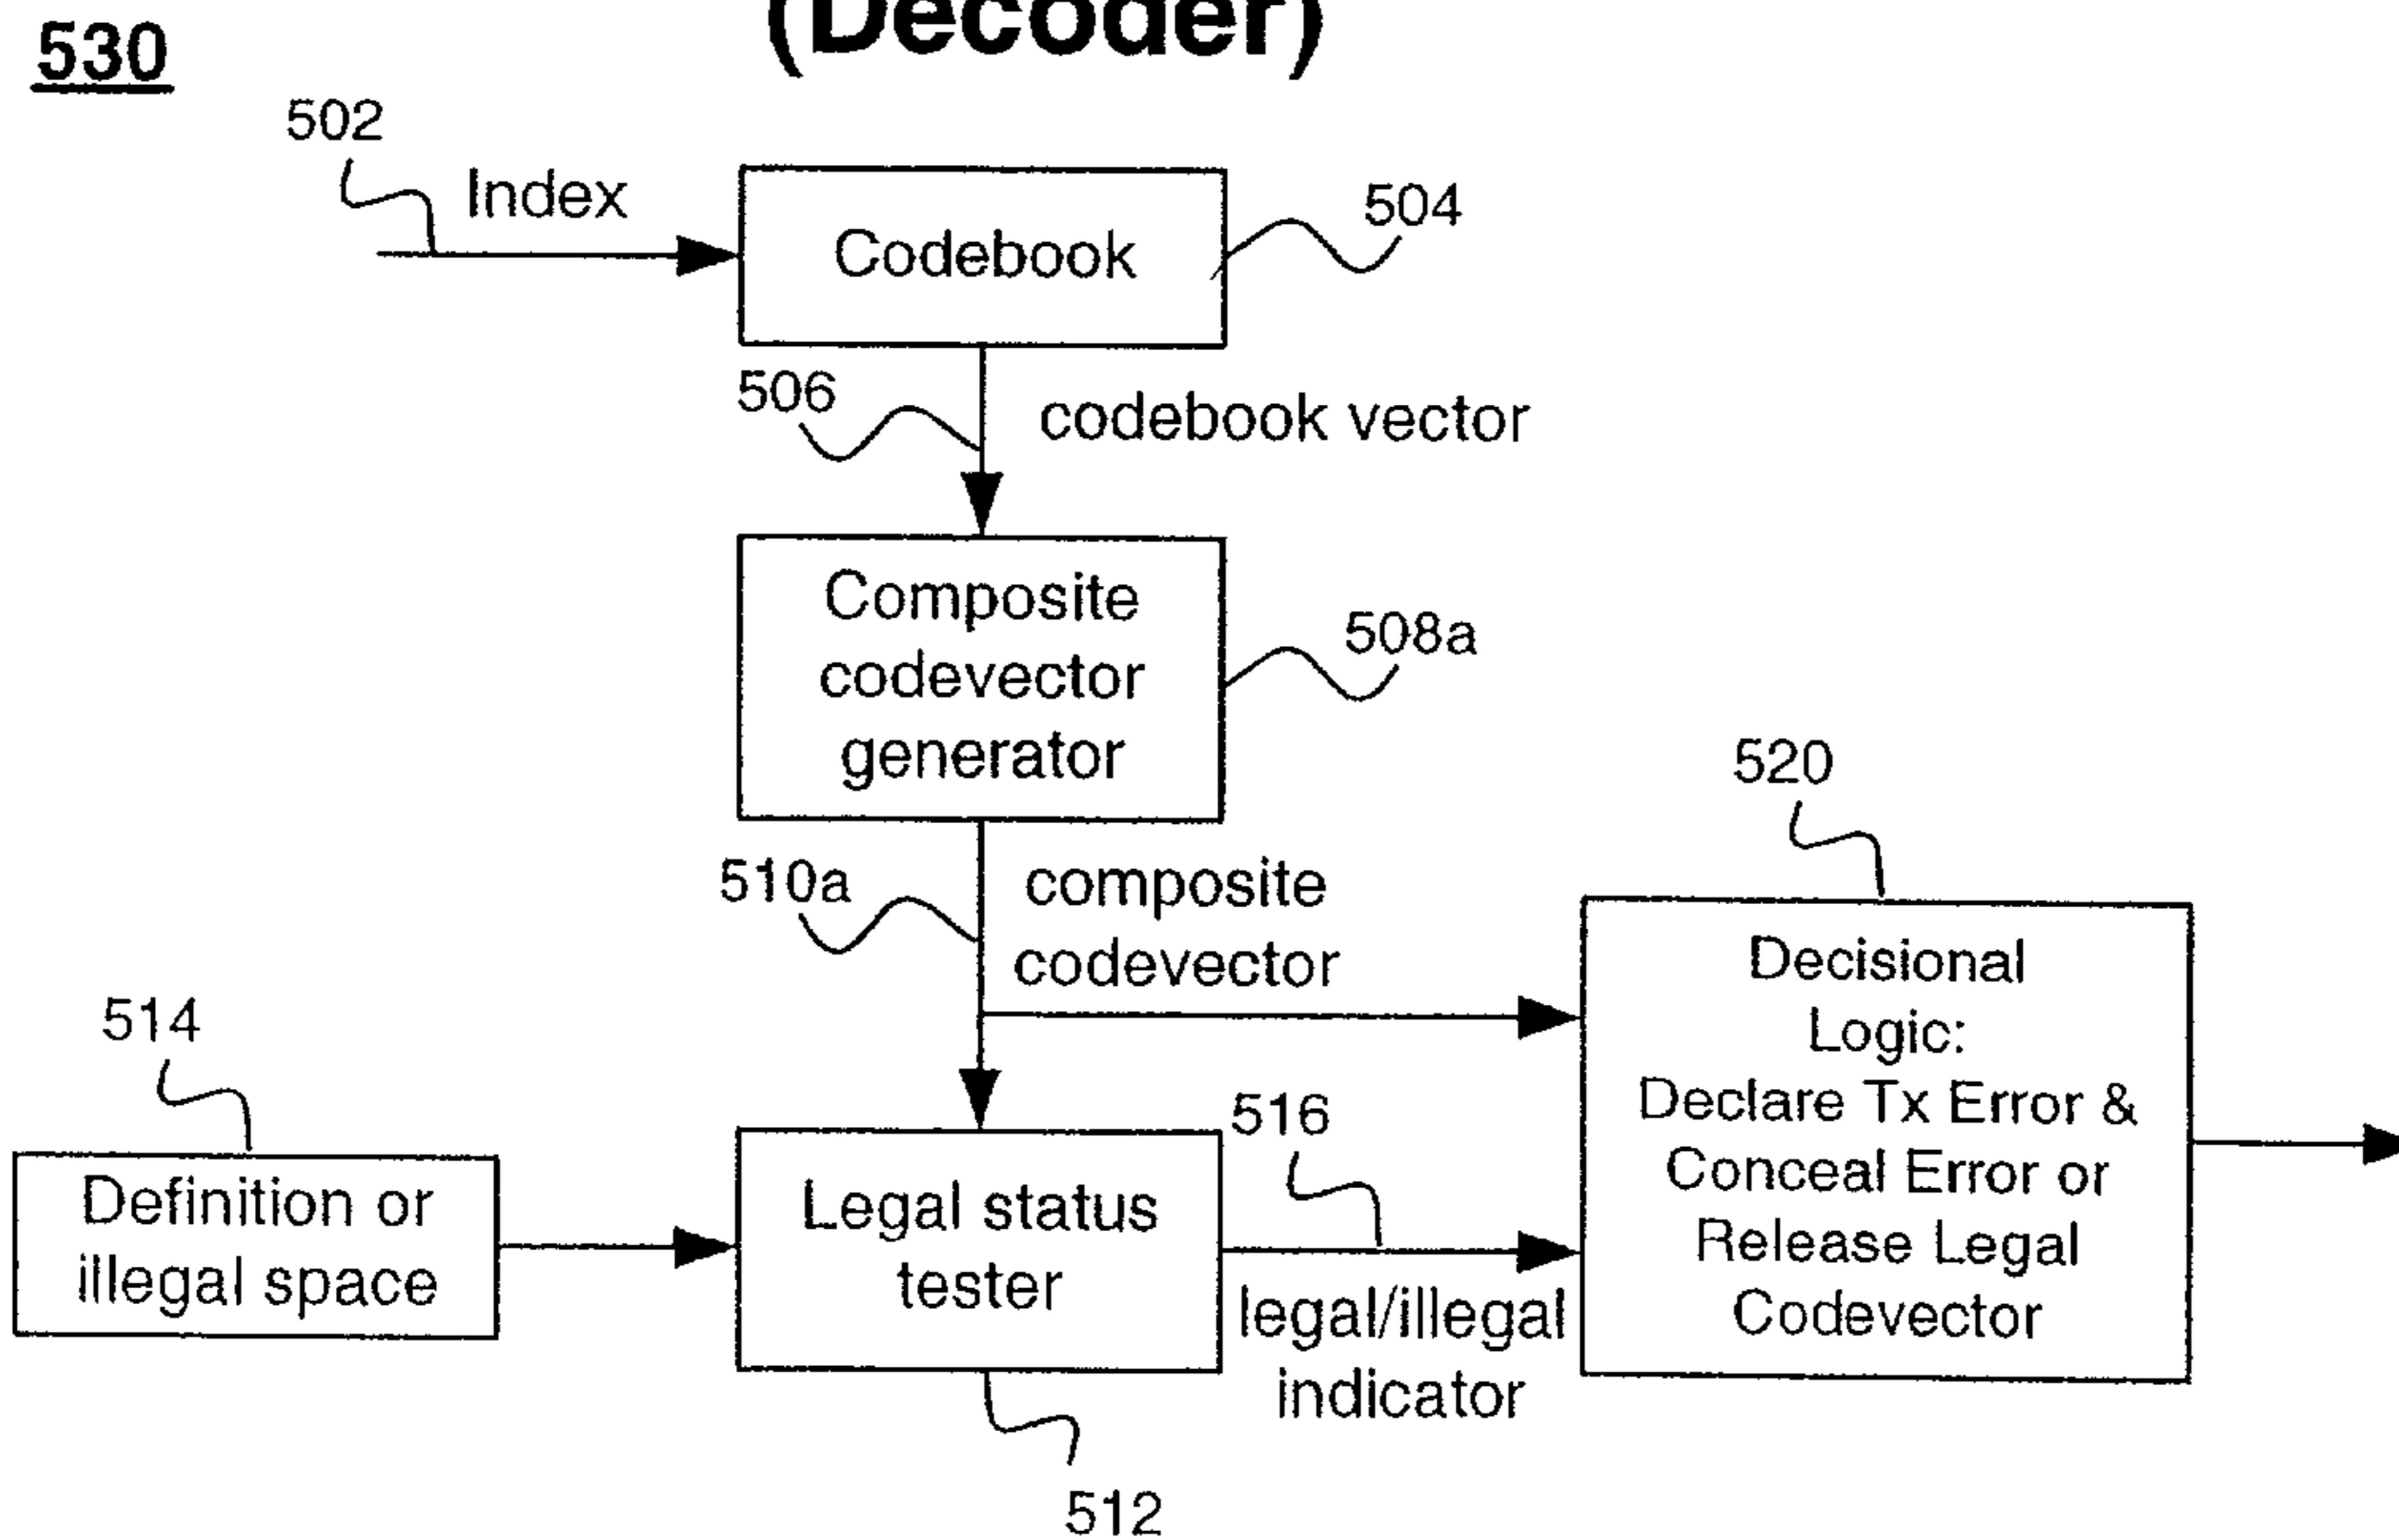 (Decoder)
530
502
Index
Codebook
504
506
codebook vector
Composite
codevector
generator
508a
510a
composite
codevector
520
Decisional
Logic:
Declare Tx Error &
Conceal Error or
Release Legal
Codevector
514
Definition or
illegal space
Legal status
tester
516
legal/illegal
indicator
512